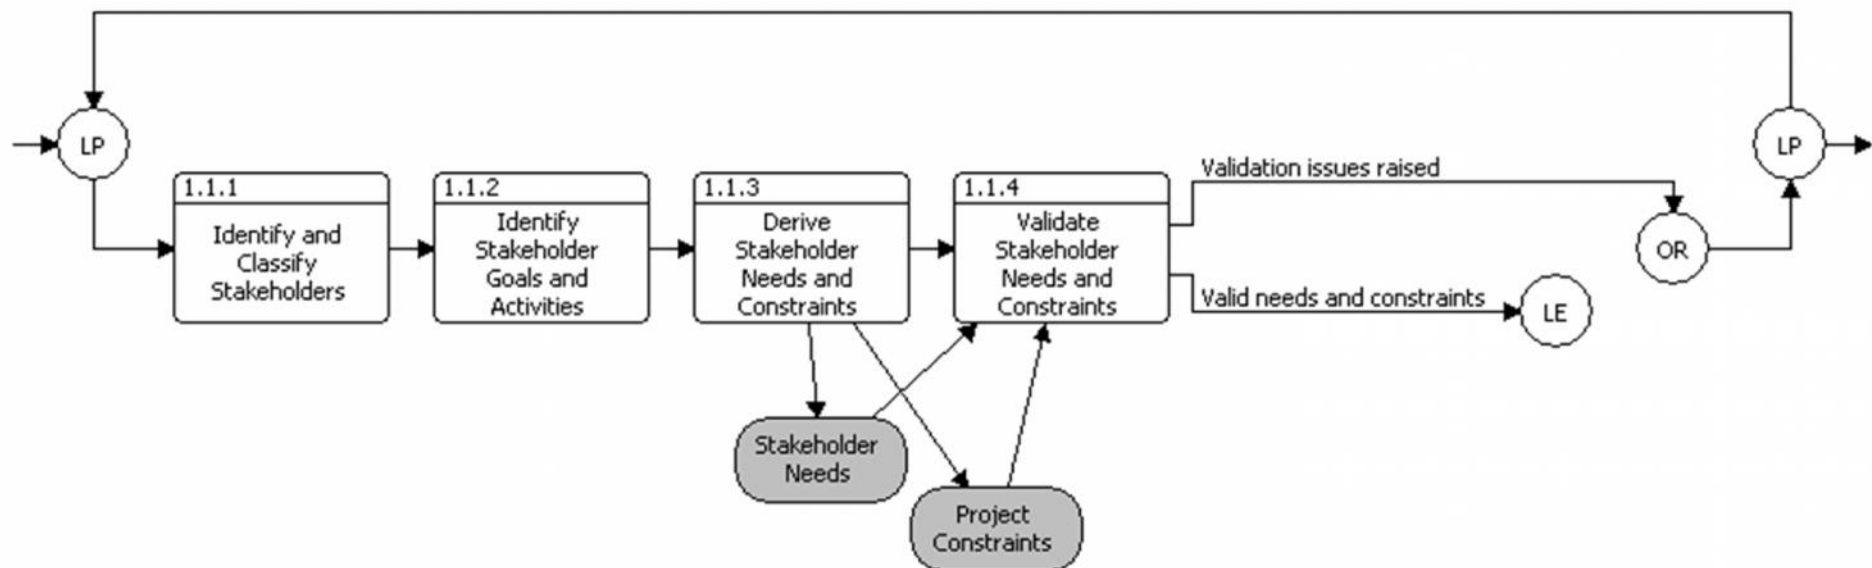 LP
LP
Validation issues raised
1.1.1
Identify and
Classify
Stakeholders
1.1.2
Identify
Stakeholder
Goals and
Activities
1.1.3
Derive
Stakeholder
Needs and
Constraints
1.1.4
Validate
Stakeholder
Needs and
Constraints
OR
Valid needs and constraints
LE
Stakeholder
Needs
Project
Constraints